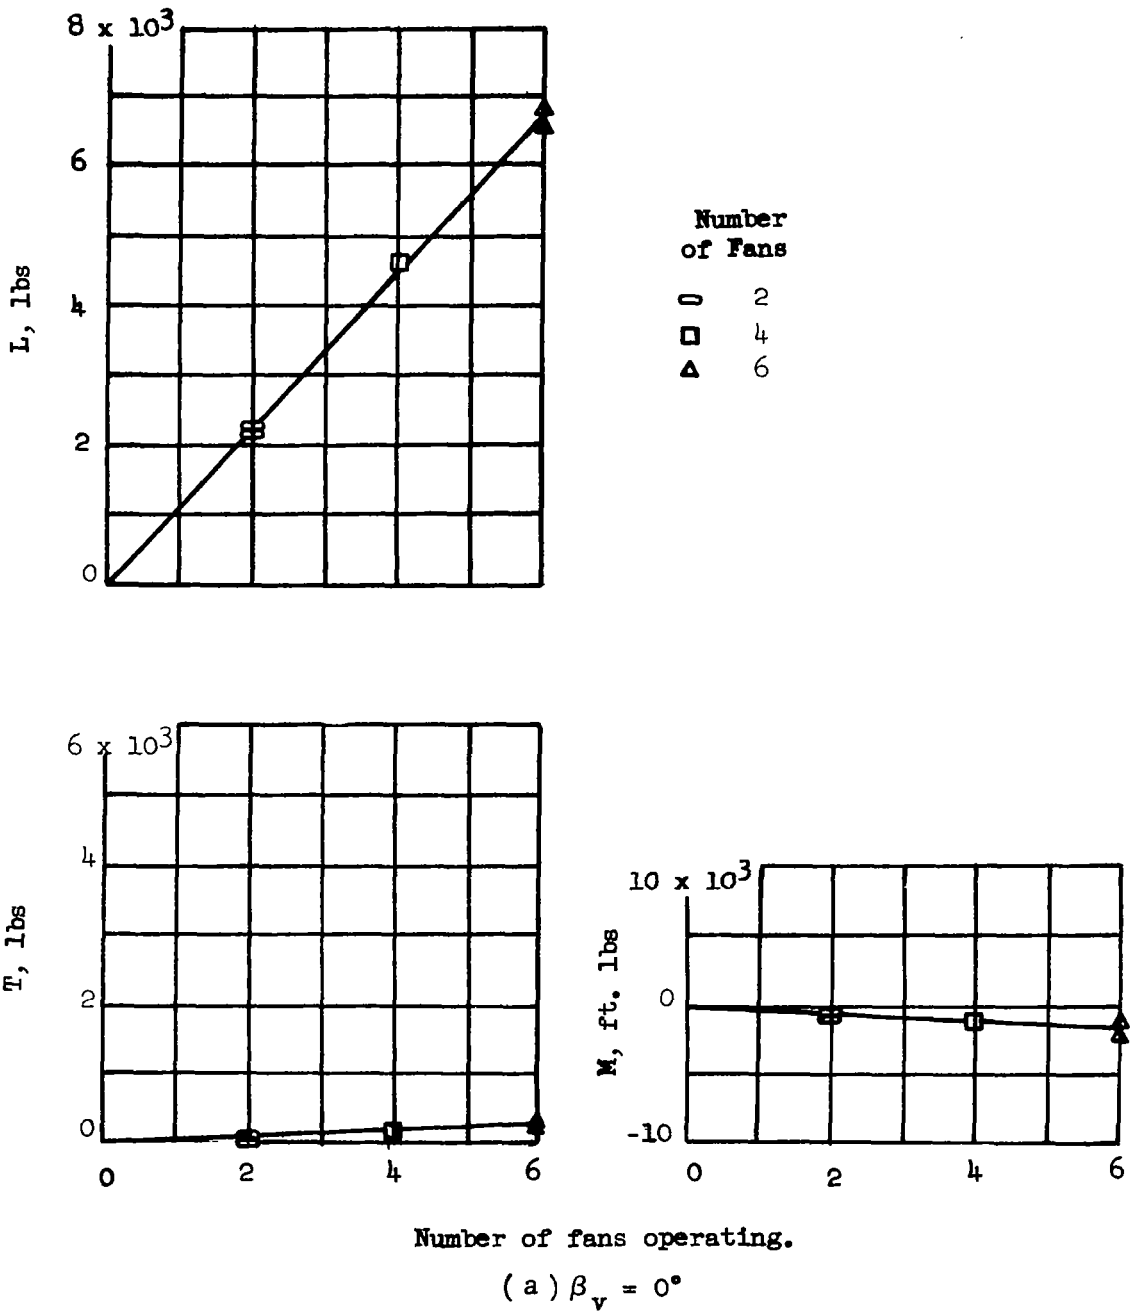 8 x 10³
6
4
2
0
L, lbs
Number
of Fans
2
4
6
6 x 10³
4
2
0
T, lbs
0 2 4 6
10 x 10³
0
-10
M, ft. lbs
0 2 4 6
Number of fans operating.
(a) βv = 0°